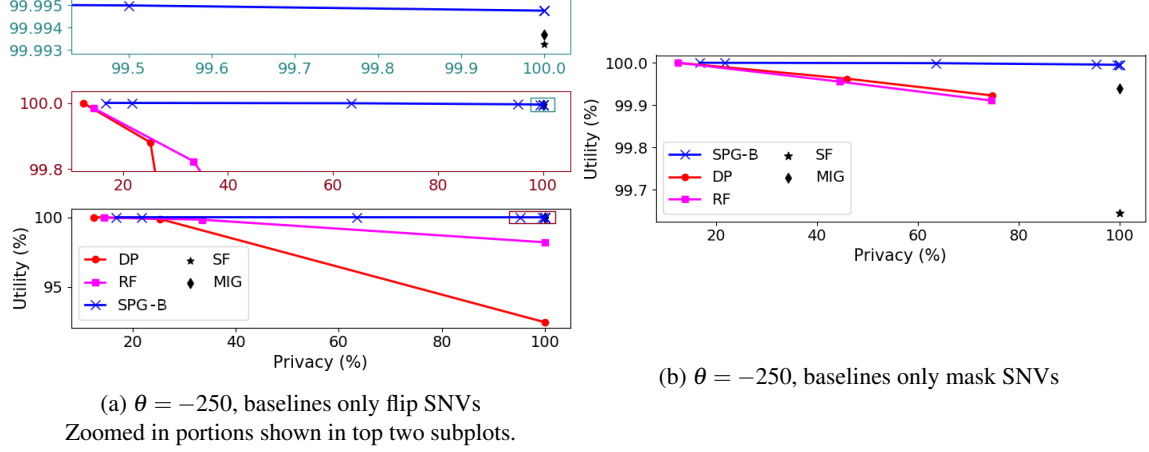 99.995
99.994
99.993
99.5 99.6 99.7 99.8 99.9 100.0
100.0
99.8
20 40 60 80 100
100
95
Utility (%)
DP SF
RF MIG
SPG-B
20 40 60 80 100
Privacy (%)
(a) θ = −250, baselines only flip SNVs
Zoomed in portions shown in top two subplots.
100.0
99.9
99.8
99.7
Utility (%)
SPG-B SF
DP MIG
RF
20 40 60 80 100
Privacy (%)
(b) θ = −250, baselines only mask SNVs